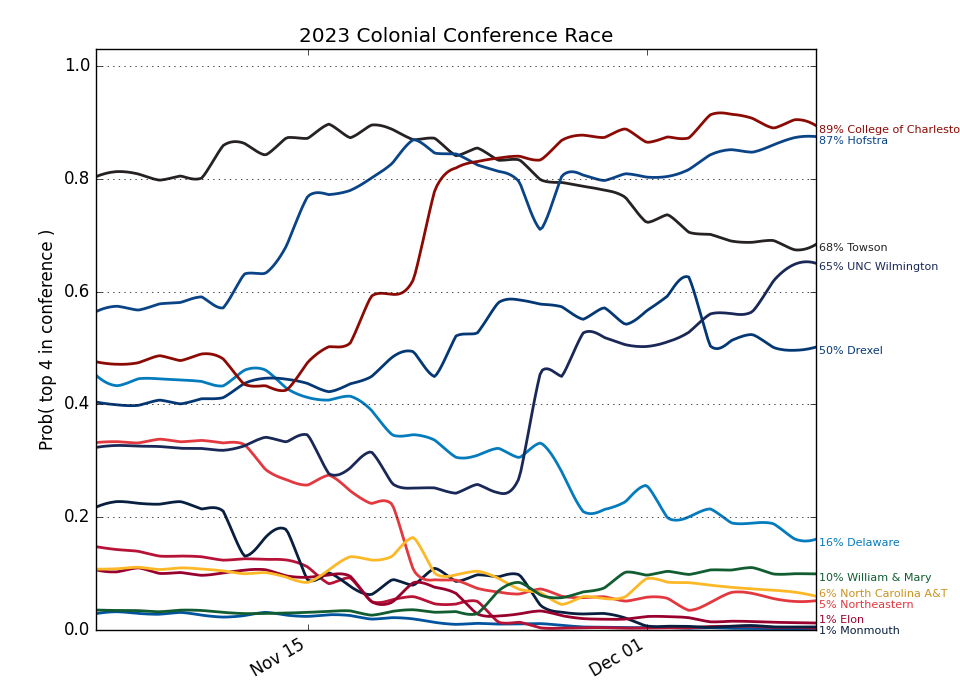 2023 Colonial Conference Race
Prob( top 4 in conference )
1.0
0.8
0.6
0.4
0.2
0.0
Nov 15
Dec 01
89% College of Charlesto
87% Hofstra
68% Towson
65% UNC Wilmington
50% Drexel
16% Delaware
10% William & Mary
6% North Carolina A&T
5% Northeastern
1% Elon
1% Monmouth